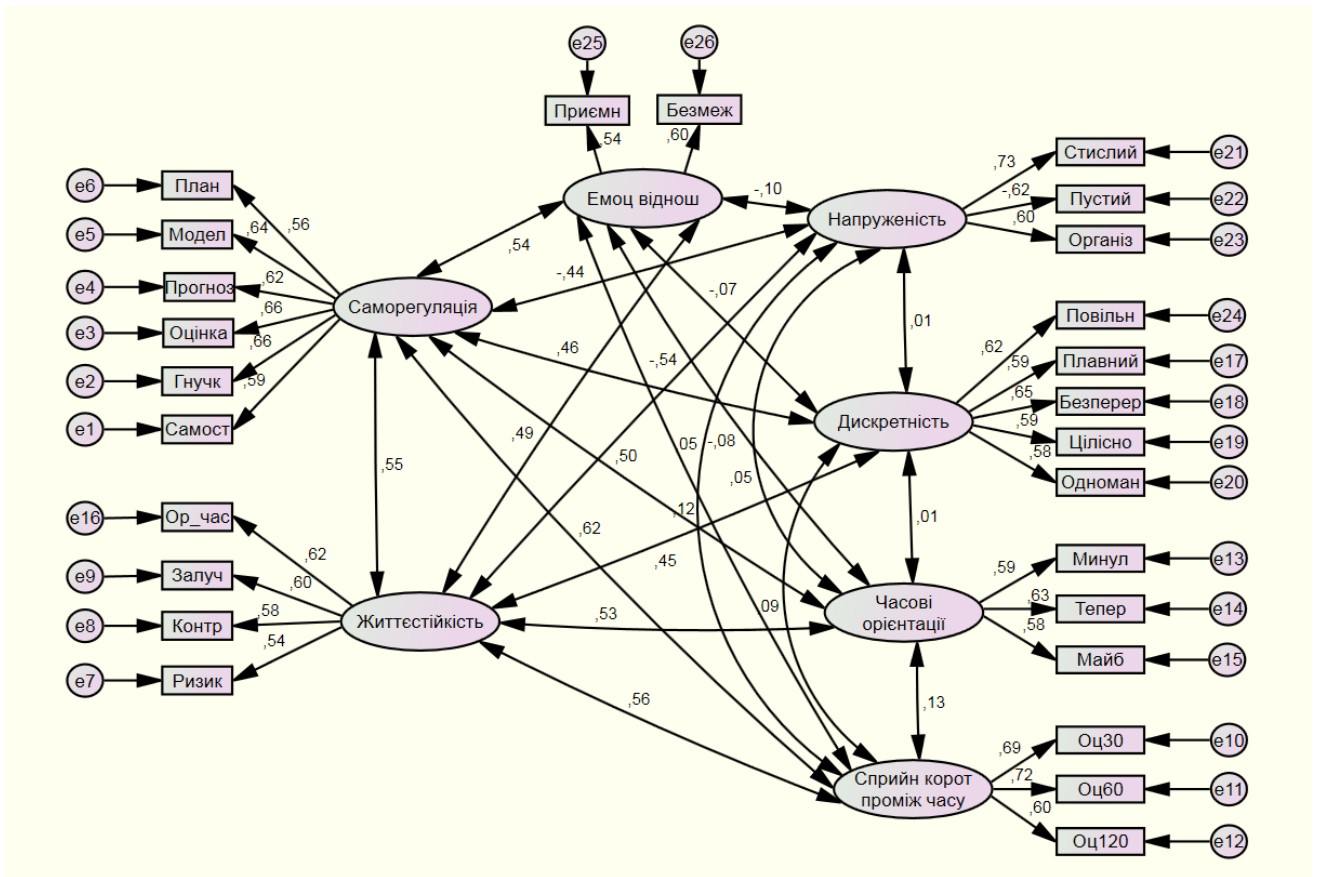 e25
e26
Приємн
Безмеж
,54
,60
e6
План
e5
Модел
e4
Прогноз
e3
Оцінка
e2
Гнучк
e1
Самост
,56
,64
,62
,66
,66
,59
Емоц віднош
Саморегуляція
Напруженість
-,10
,54
-,44
-,07
,46
-,54
,01
,73
-,62
,60
Стислий
e21
Пустий
e22
Організ
e23
Повільн
e24
Плавний
e17
Безперер
e18
Цілісно
e19
Одноман
e20
,62
,59
,65
,59
,58
Дискретність
,49
,50
,05
-,08
,05
,55
,12
,62
,45
,01
e16
Ор_час
e9
Залуч
e8
Контр
e7
Ризик
,62
,60
,58
,54
Життєстійкість
,53
,09
Часові
орієнтації
,59
,63
,58
Минул
e13
Тепер
e14
Майб
e15
,56
,13
Сприйн корот
проміж часу
,69
,72
,60
Оц30
e10
Оц60
e11
Оц120
e12